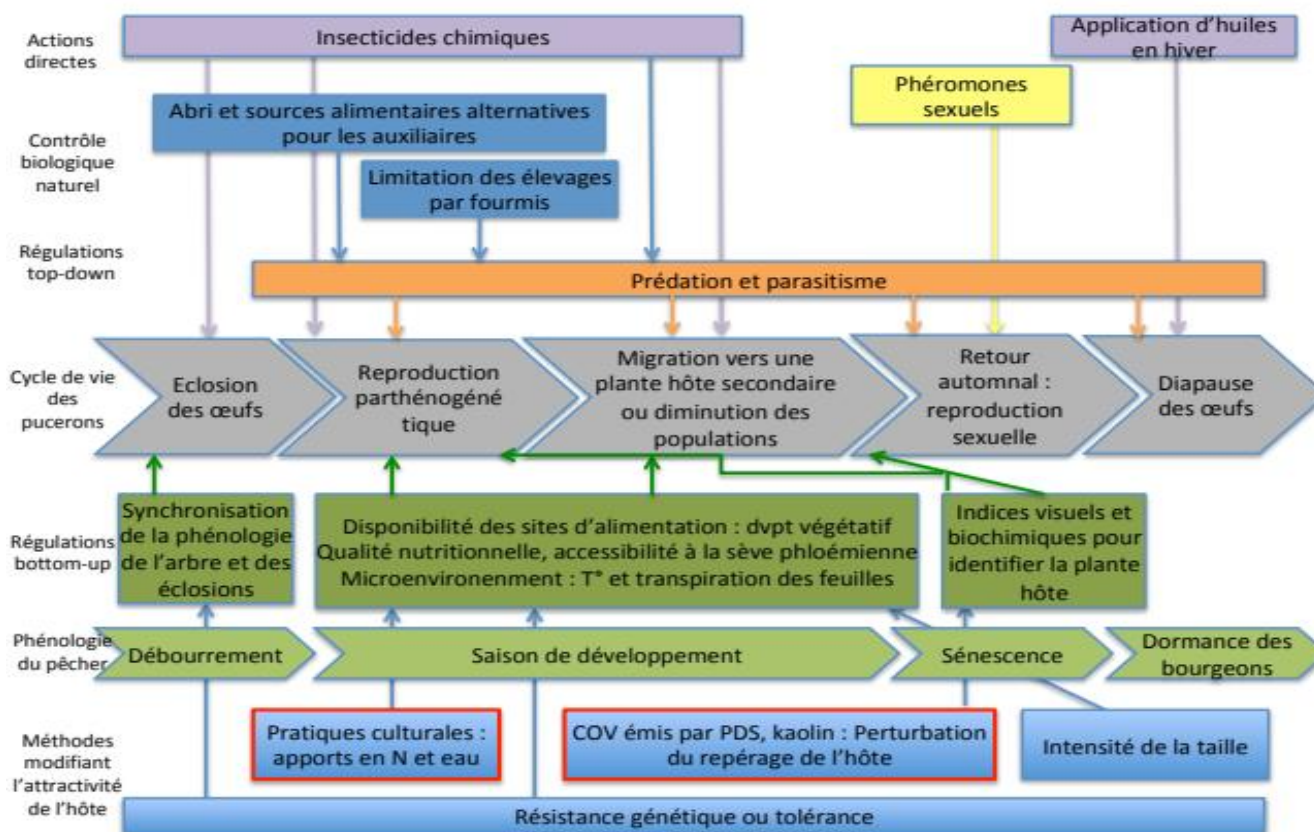 Actions
directes
Insecticides chimiques
Application d'huiles
en hiver
Phéromones
sexuels
Contrôle
biologique
naturel
Abri et sources alimentaires alternatives
pour les auxiliaires
Limitation des élevages
par fourmis
Régulations
top-down
Prédation et parasitisme
Cycle de vie
des
pucerons
Eclosion
des œufs
Reproduction
parthénogéné
tique
Migration vers une
plante hôte secondaire
ou diminution des
populations
Retour
automnal :
reproduction
sexuelle
Diapause
des œufs
Régulations
bottom-up
Synchronisation
de la phénologie
de l'arbre et des
éclosions
Disponibilité des sites d'alimentation : dvpt végétatif
Qualité nutritionnelle, accessibilité à la sève phloémienne
Microenvironenment : T° et transpiration des feuilles
Indices visuels et
biochimiques pour
identifier la plante
hôte
Phénologie
du pêcher
Débourrement
Saison de développement
Sénescence
Dormance des
bourgeons
Méthodes
modifiant
l'attractivité
de l'hôte
Pratiques culturales :
apports en N et eau
COV émis par PDS, kaolin : Perturbation
du repérage de l'hôte
Intensité de la taille
Résistance génétique ou tolérance